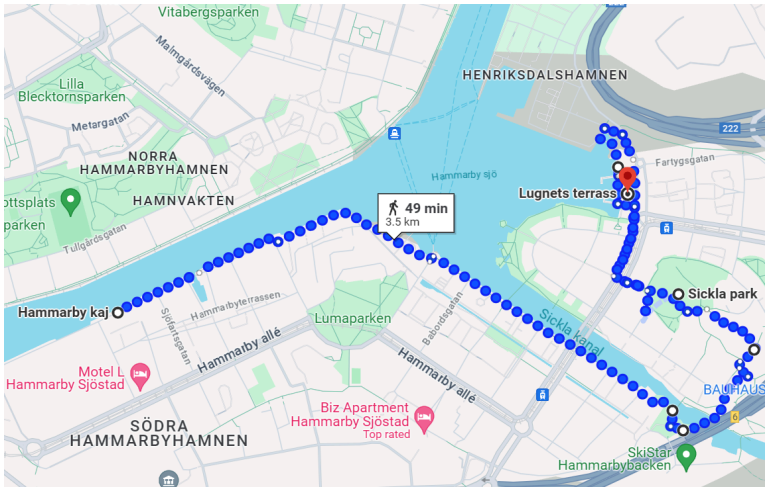 Vitabergsparken
Malmgårdsvägen
HENRIKSDALSHAMNEN
Lilla
Blecktornsparken
Metargatan
222
NORRA
HAMMARBYHAMNEN
Fartygsgatan
Hammarby sjö
Lugnets terrass
HAMNVAKTEN
ottsplats
parken
49 min
3.5 km
Tullgårdsgatan
Sickla park
Hammarbyterrassen
Hammarby kaj
Lumaparken
Babordsgatan
Sickla kanal
Sjöfartsgatan
Hammarby allé
Hammarby allé
Motel L
Hammarby Sjöstad
BAUHAUS
Biz Apartment
Hammarby Sjöstad
Top rated
6
SÖDRA
HAMMARBYHAMNEN
SkiStar
Hammarbybacken